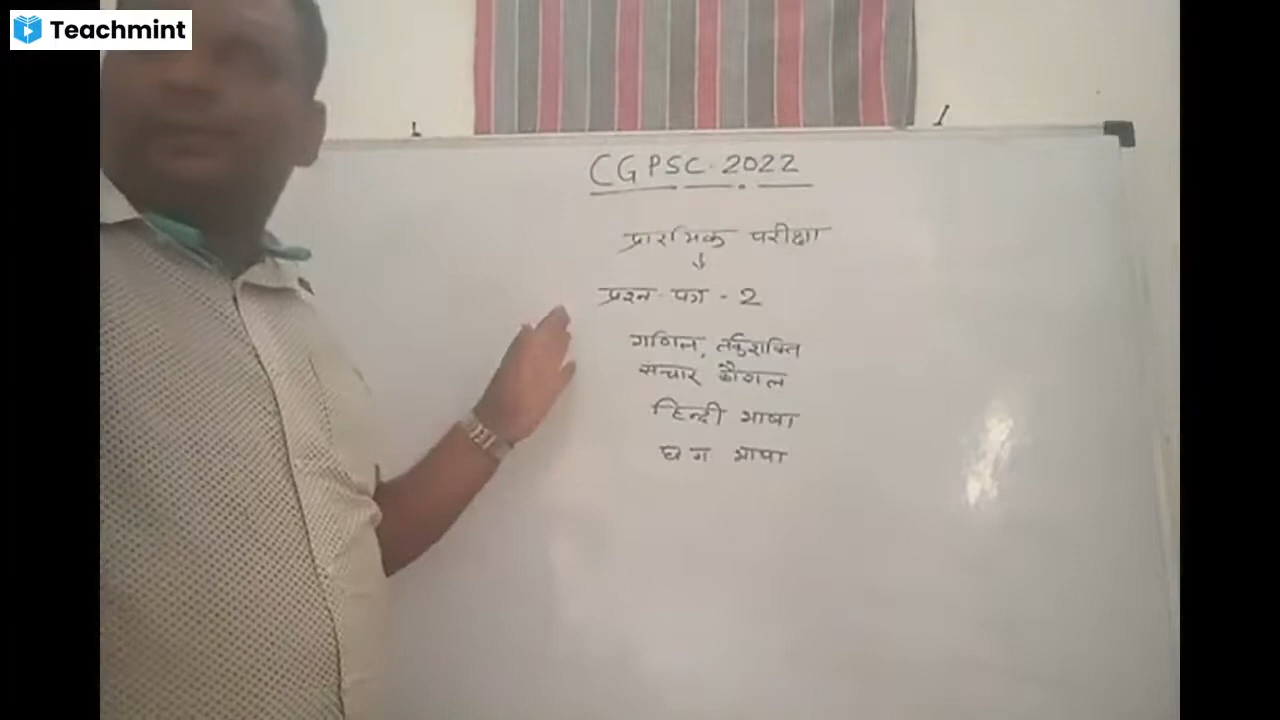 Teachmint
CGPSC-2022
प्रारंभिक परीक्षा
प्रश्न पत्र - 2
गणित, तर्कशक्ति
संचार कौशल
हिन्दी भाषा
छ ग भाषा